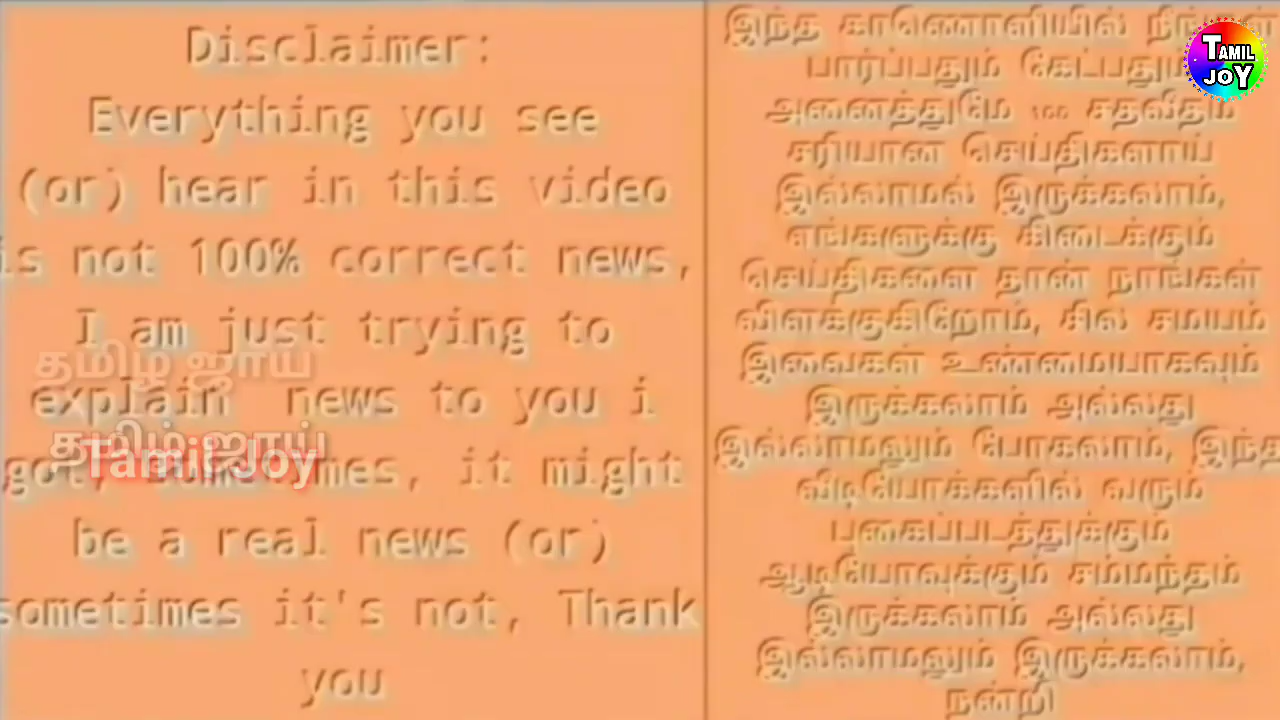 Disclaimer:
Everything you see
(or) hear in this video
is not 100% correct news,
I am just trying to
explain news to you i
got, sometimes, it might
be a real news (or)
sometimes it's not, Thank
you
தமிழ் ஜாய்
தமிழ் ஜாய்
Tamil Joy
இந்த காணொளியில் நீங்கள்
பார்ப்பதும் கேட்பதும்
அனைத்துமே 100 சதவீதம்
சரியான செய்திகளாய்
இல்லாமல் இருக்கலாம்,
எங்களுக்கு கிடைக்கும்
செய்திகளை தான் நாங்கள்
விளக்குகிறோம், சில சமயம்
இவைகள் உண்மையாகவும்
இருக்கலாம் அல்லது
இல்லாமலும் போகலாம், இந்த
வீடியோக்களில் வரும்
புகைப்படத்துக்கும்
ஆடியோவுக்கும் சம்மந்தம்
இருக்கலாம் அல்லது
இல்லாமலும் இருக்கலாம்,
நன்றி
TAMIL
JOY